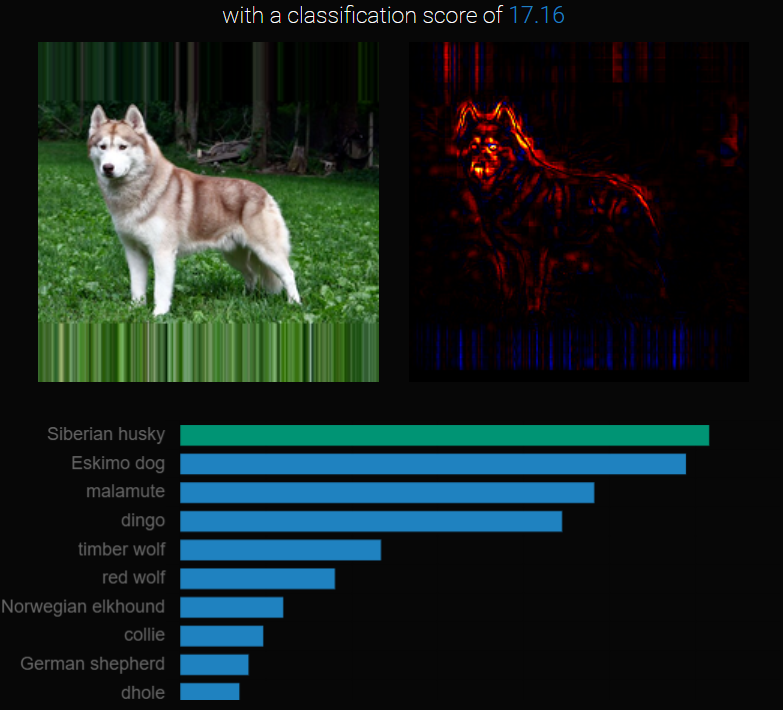 with a classification score of 17.16
Siberian husky
Eskimo dog
malamute
dingo
timber wolf
red wolf
Norwegian elkhound
collie
German shepherd
dhole